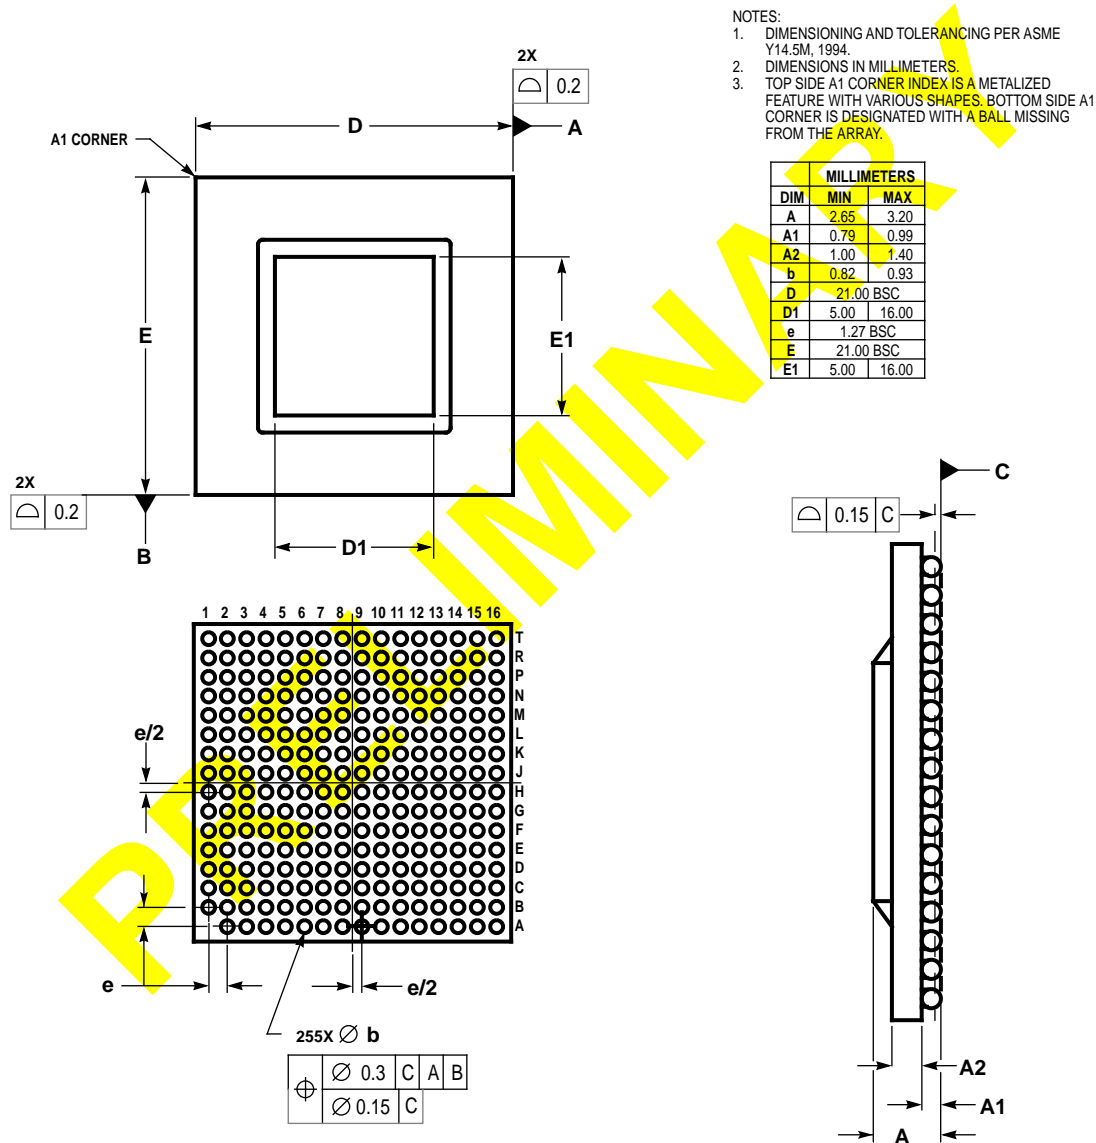 NOTES:
1. DIMENSIONING AND TOLERANCING PER ASME
Y14.5M, 1994.
2. DIMENSIONS IN MILLIMETERS.
3. TOP SIDE A1 CORNER INDEX IS A METALIZED
FEATURE WITH VARIOUS SHAPES. BOTTOM SIDE A1
CORNER IS DESIGNATED WITH A BALL MISSING
FROM THE ARRAY.
2X
0.2
D
A
A1 CORNER
MILLIMETERS
DIM MIN MAX
A 2.65 3.20
A1 0.79 0.99
A2 1.00 1.40
b 0.82 0.93
D 21.00 BSC
D1 5.00 16.00
e 1.27 BSC
E 21.00 BSC
E1 5.00 16.00
E
E1
2X
0.2
B
D1
C
0.15 C
1 2 3 4 5 6 7 8 9 10 11 12 13 14 15 16
T
R
P
N
M
L
K
J
H
G
F
E
D
C
B
A
e/2
e
e/2
255X Ø b
Ø 0.3 C A B
Ø 0.15 C
A2
A1
A
PRELIMINARY